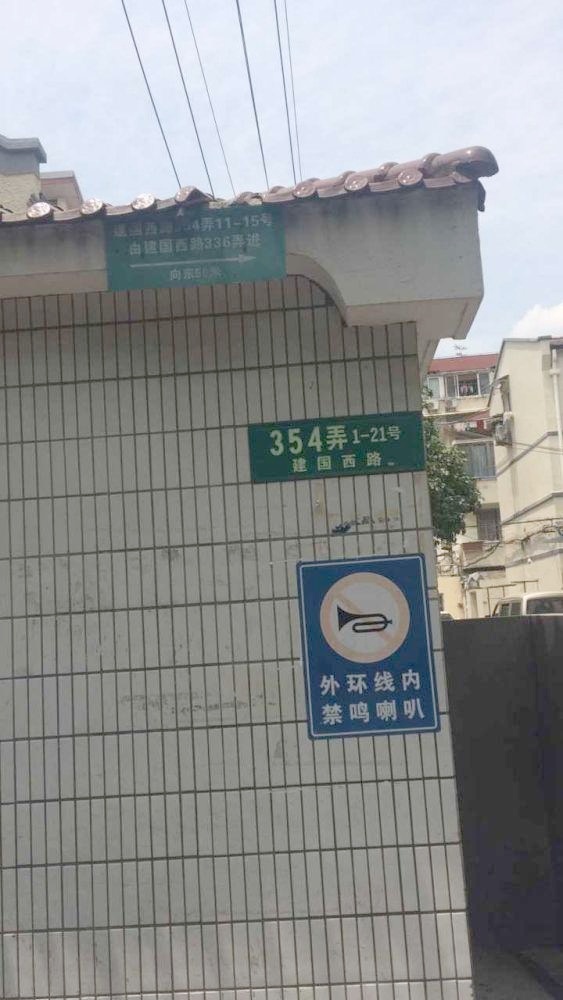 建国西路354弄11-15号
由建国西路336弄进
向东50米
354弄1-21号
建国西路
外环线内
禁鸣喇叭